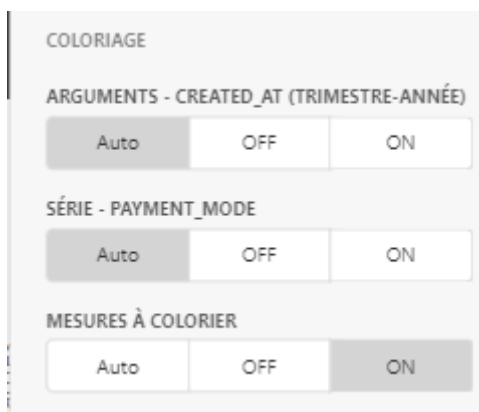 COLORIAGE
ARGUMENTS - CREATED_AT (TRIMESTRE-ANNÉE)
Auto OFF ON
SÉRIE - PAYMENT_MODE
Auto OFF ON
MESURES À COLORIER
Auto OFF ON